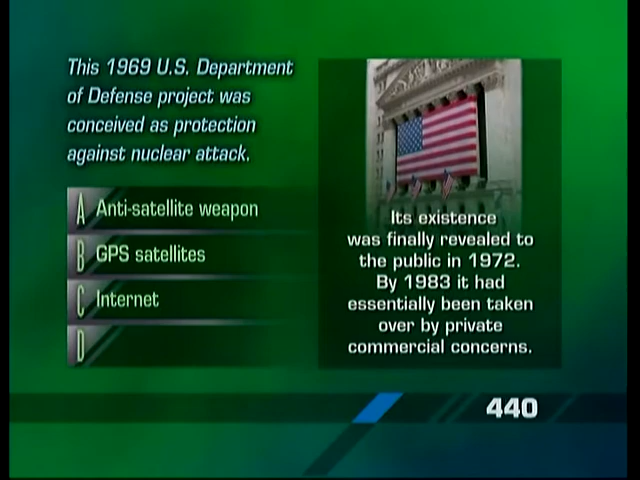 This 1969 U.S. Department
of Defense project was
conceived as protection
against nuclear attack.
A Anti-satellite weapon
B GPS satellites
C Internet
D
Its existence
was finally revealed to
the public in 1972.
By 1983 it had
essentially been taken
over by private
commercial concerns.
440